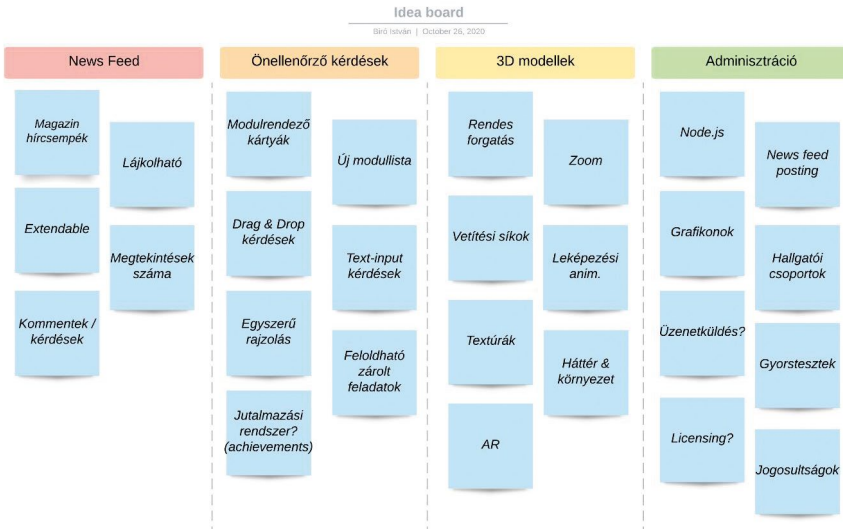 Idea board
Bíró István | October 26, 2020
News Feed
Magazin
hírcsempék
Lájkolható
Extendable
Megtekintések
száma
Kommentek /
kérdések
Önellenőrző kérdések
Modulrendező
kártyák
Új modullista
Drag & Drop
kérdések
Text-input
kérdések
Egyszerű
rajzolás
Feloldható
zárolt
feladatok
Jutalmazási
rendszer?
(achievements)
3D modellek
Rendes
forgatás
Zoom
Vetítési síkok
Leképezési
anim.
Textúrák
Háttér &
környezet
AR
Adminisztráció
Node.js
News feed
posting
Grafikonok
Hallgatói
csoportok
Üzenetküldés?
Gyorstesztek
Licensing?
Jogosultságok